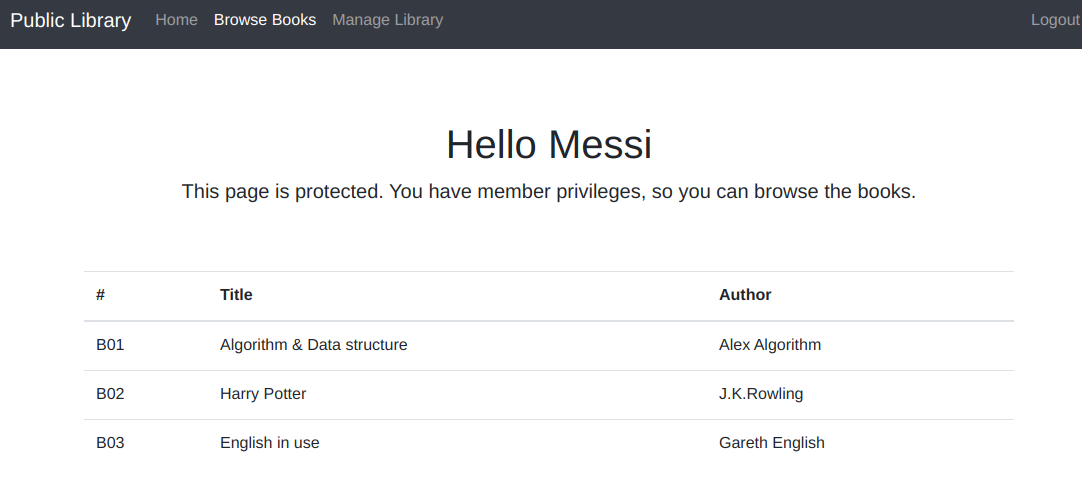 Public Library Home Browse Books Manage Library Logout
Hello Messi
This page is protected. You have member privileges, so you can browse the books.
# Title Author
B01 Algorithm & Data structure Alex Algorithm
B02 Harry Potter J.K.Rowling
B03 English in use Gareth English